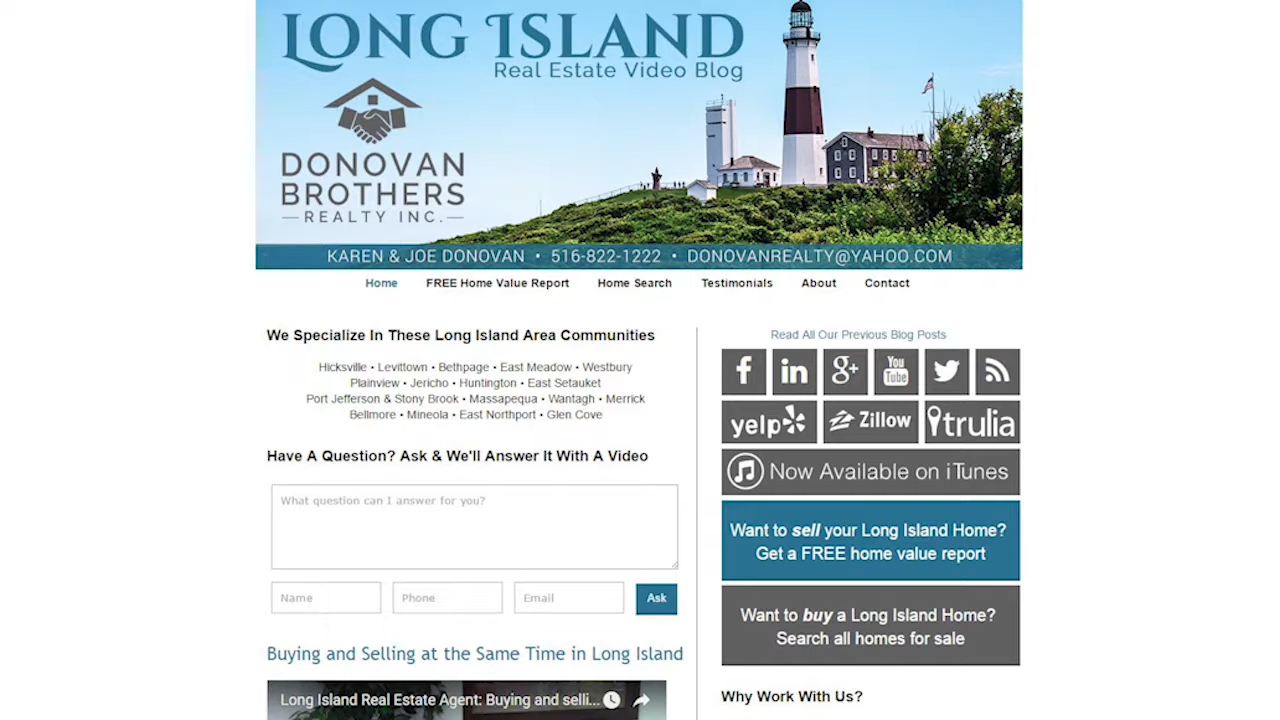 LONG ISLAND
Real Estate Video Blog
DONOVAN
BROTHERS
REALTY INC.
KAREN & JOE DONOVAN • 516-822-1222 • DONOVANREALTY@YAHOO.COM
Home FREE Home Value Report Home Search Testimonials About Contact
We Specialize In These Long Island Area Communities
Hicksville • Levittown • Bethpage • East Meadow • Westbury
Plainview • Jericho • Huntington • East Setauket
Port Jefferson & Stony Brook • Massapequa • Wantagh • Merrick
Bellmore • Mineola • East Northport • Glen Cove
Have A Question? Ask & We'll Answer It With A Video
What question can I answer for you?
Name Phone Email Ask
Buying and Selling at the Same Time in Long Island
Long Island Real Estate Agent: Buying and selli...
Read All Our Previous Blog Posts
f in g+ You Tube
yelp Zillow trulia
Now Available on iTunes
Want to sell your Long Island Home?
Get a FREE home value report
Want to buy a Long Island Home?
Search all homes for sale
Why Work With Us?